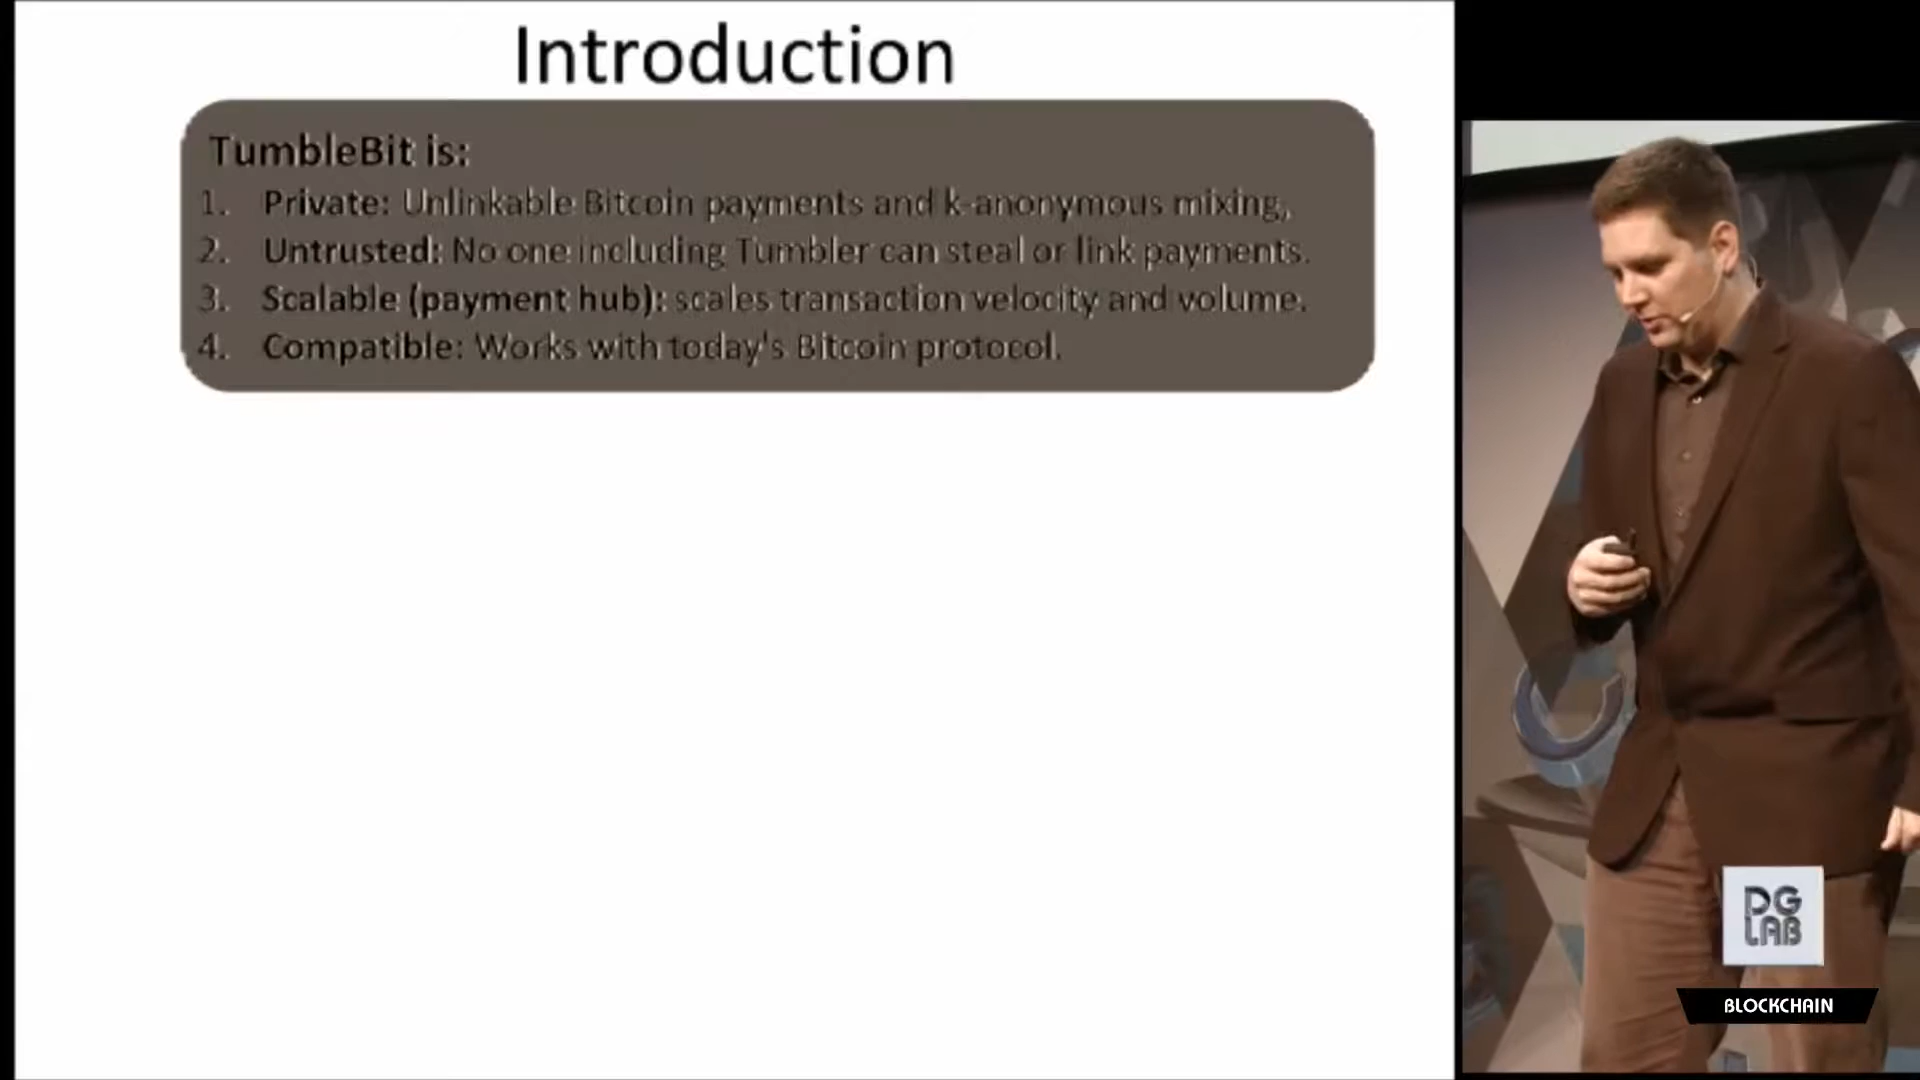 Introduction
TumbleBit is:
1. Private: Unlinkable Bitcoin payments and k-anonymous mixing,
2. Untrusted: No one including Tumbler can steal or link payments.
3. Scalable (payment hub): scales transaction velocity and volume.
4. Compatible: Works with today's Bitcoin protocol.
DG
LAB
BLOCKCHAIN